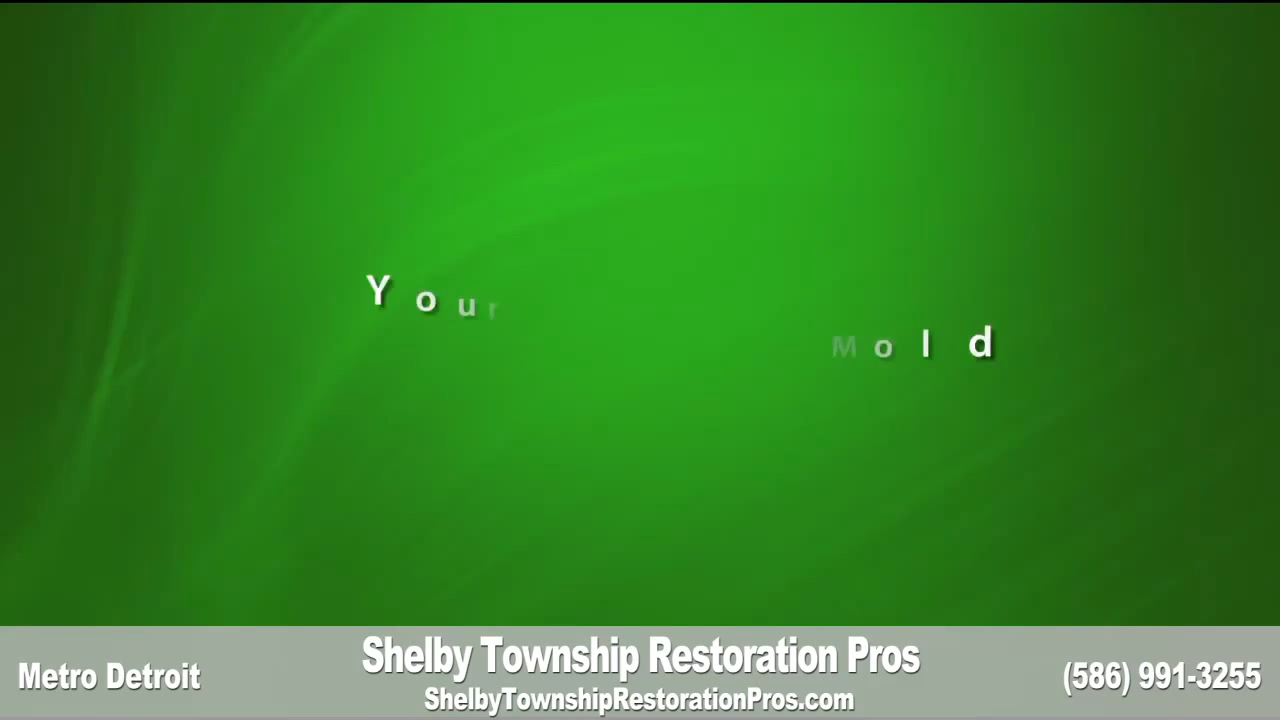 Your
Mold
Metro Detroit
Shelby Township Restoration Pros
ShelbyTownshipRestorationPros.com
(586) 991-3255